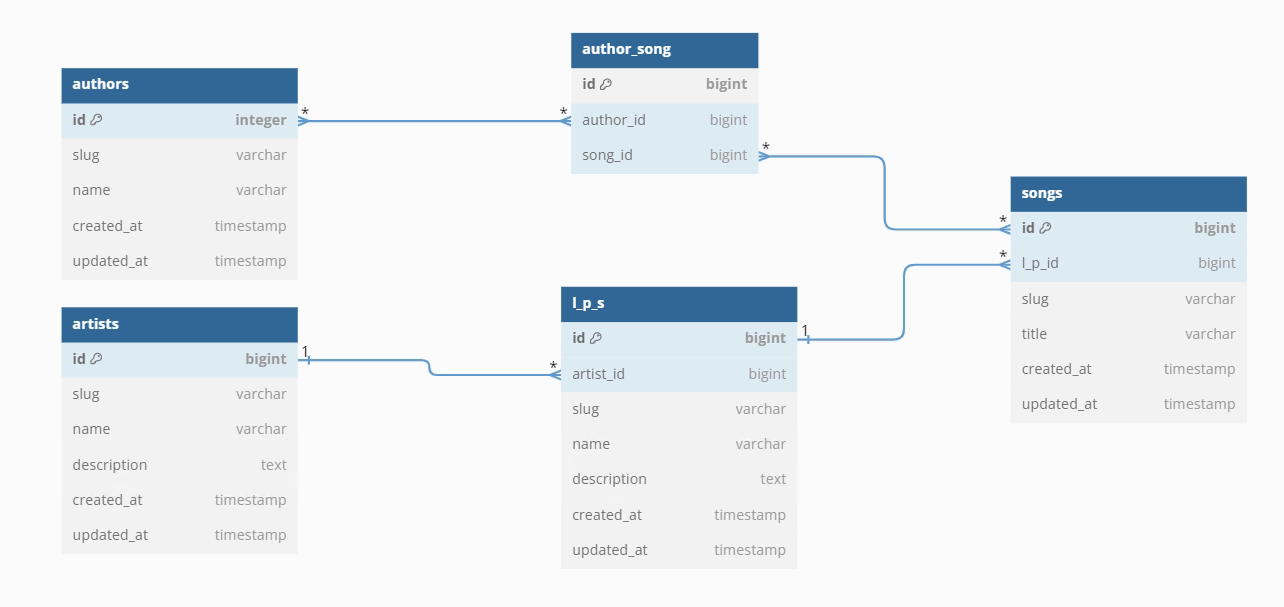 authors
id integer
slug varchar
name varchar
created_at timestamp
updated_at timestamp
*
*
author_song
id bigint
author_id bigint
song_id bigint
*
*
songs
id bigint
l_p_id bigint
slug varchar
title varchar
created_at timestamp
updated_at timestamp
*
artists
id bigint
slug varchar
name varchar
description text
created_at timestamp
updated_at timestamp
1
*
l_p_s
id bigint
artist_id bigint
slug varchar
name varchar
description text
created_at timestamp
updated_at timestamp
1